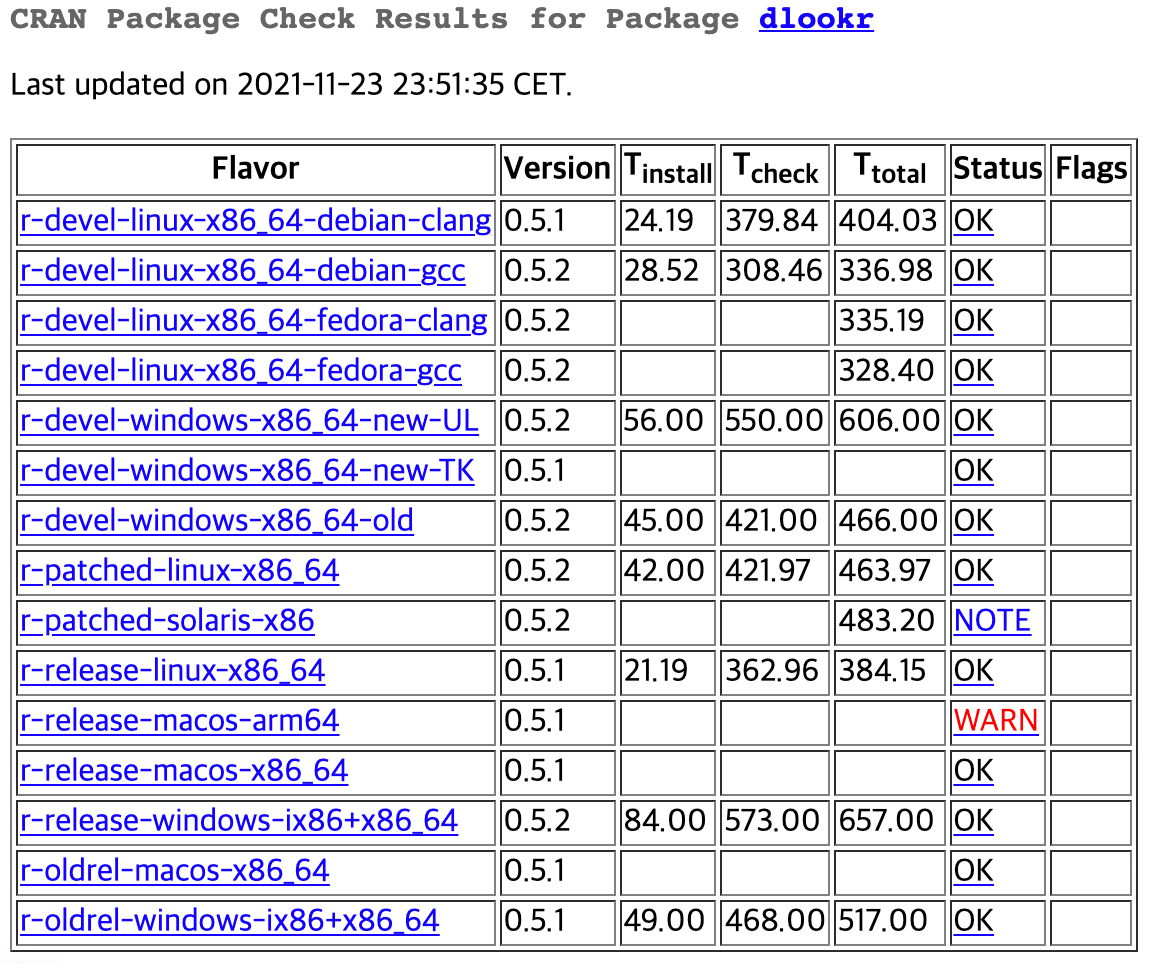 CRAN Package Check Results for Package dlookr
Last updated on 2021-11-23 23:51:35 CET.
Flavor Version Tinstall Tcheck Ttotal Status Flags
r-devel-linux-x86_64-debian-clang 0.5.1 24.19 379.84 404.03 OK
r-devel-linux-x86_64-debian-gcc 0.5.2 28.52 308.46 336.98 OK
r-devel-linux-x86_64-fedora-clang 0.5.2 335.19 OK
r-devel-linux-x86_64-fedora-gcc 0.5.2 328.40 OK
r-devel-windows-x86_64-new-UL 0.5.2 56.00 550.00 606.00 OK
r-devel-windows-x86_64-new-TK 0.5.1 OK
r-devel-windows-x86_64-old 0.5.2 45.00 421.00 466.00 OK
r-patched-linux-x86_64 0.5.2 42.00 421.97 463.97 OK
r-patched-solaris-x86 0.5.2 483.20 NOTE
r-release-linux-x86_64 0.5.1 21.19 362.96 384.15 OK
r-release-macos-arm64 0.5.1 WARN
r-release-macos-x86_64 0.5.1 OK
r-release-windows-ix86+x86_64 0.5.2 84.00 573.00 657.00 OK
r-oldrel-macos-x86_64 0.5.1 OK
r-oldrel-windows-ix86+x86_64 0.5.1 49.00 468.00 517.00 OK